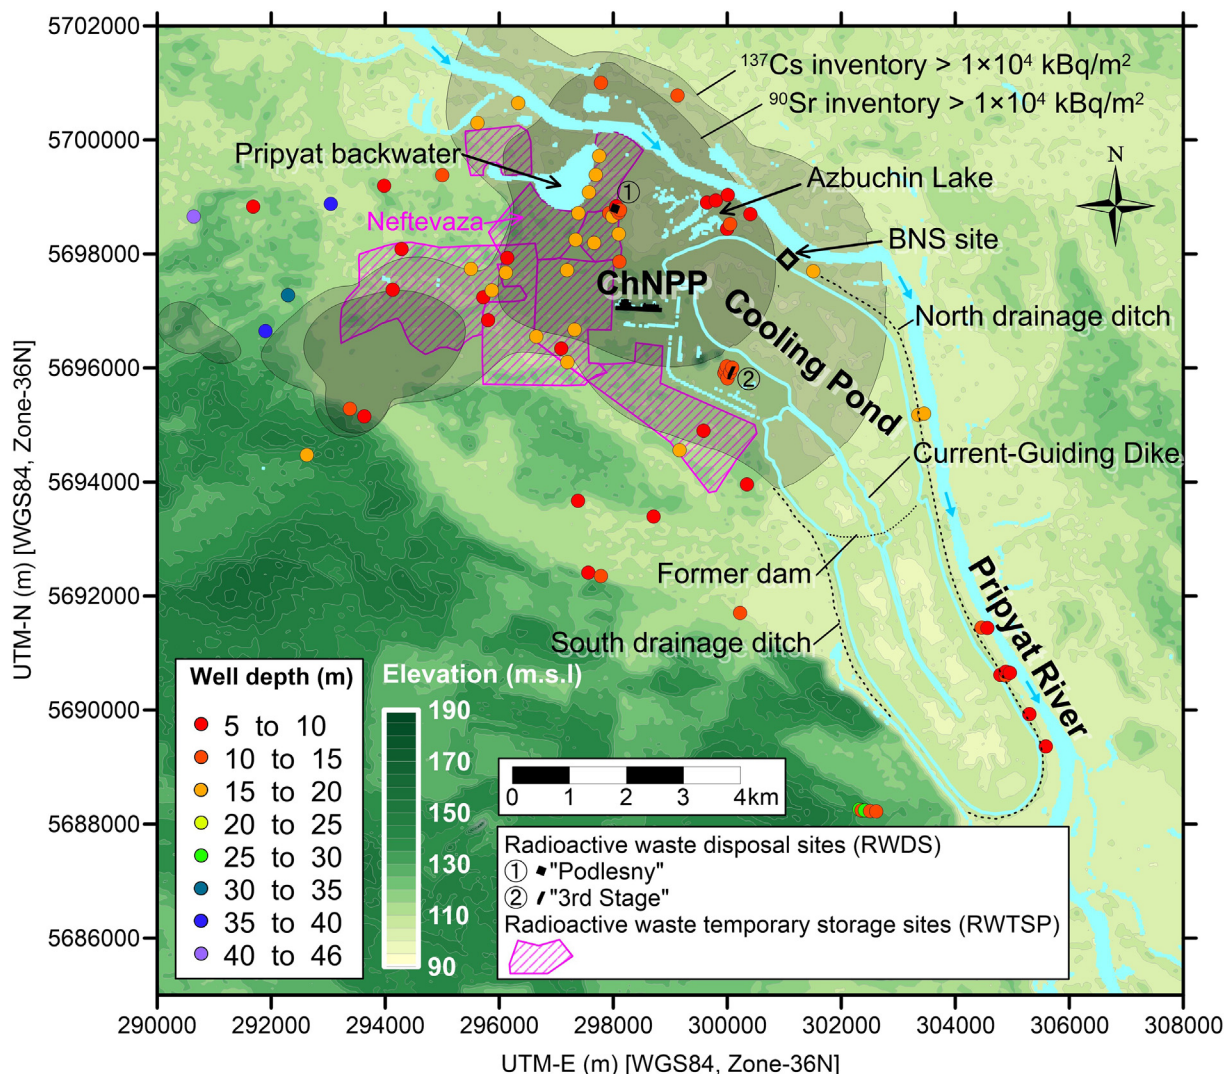 5702000
5700000
5698000
5696000
5694000
5692000
5690000
5688000
5686000
UTM-N (m) [WGS84, Zone-36N]
137Cs inventory > 1×10⁴ kBq/m²
90Sr inventory > 1×10⁴ kBq/m²
N
Pripyat backwater
1
Azbuchin Lake
Neftevaza
BNS site
ChNPP
Cooling Pond
North drainage ditch
2
Current-Guiding Dike
Former dam
Pripyat River
South drainage ditch
Well depth (m)
5 to 10
10 to 15
15 to 20
20 to 25
25 to 30
30 to 35
35 to 40
40 to 46
Elevation (m.s.l)
190
170
150
130
110
90
0 1 2 3 4km
Radioactive waste disposal sites (RWDS)
1 "Podlesny"
2 "3rd Stage"
Radioactive waste temporary storage sites (RWTSP)
290000 292000 294000 296000 298000 300000 302000 304000 306000 308000
UTM-E (m) [WGS84, Zone-36N]